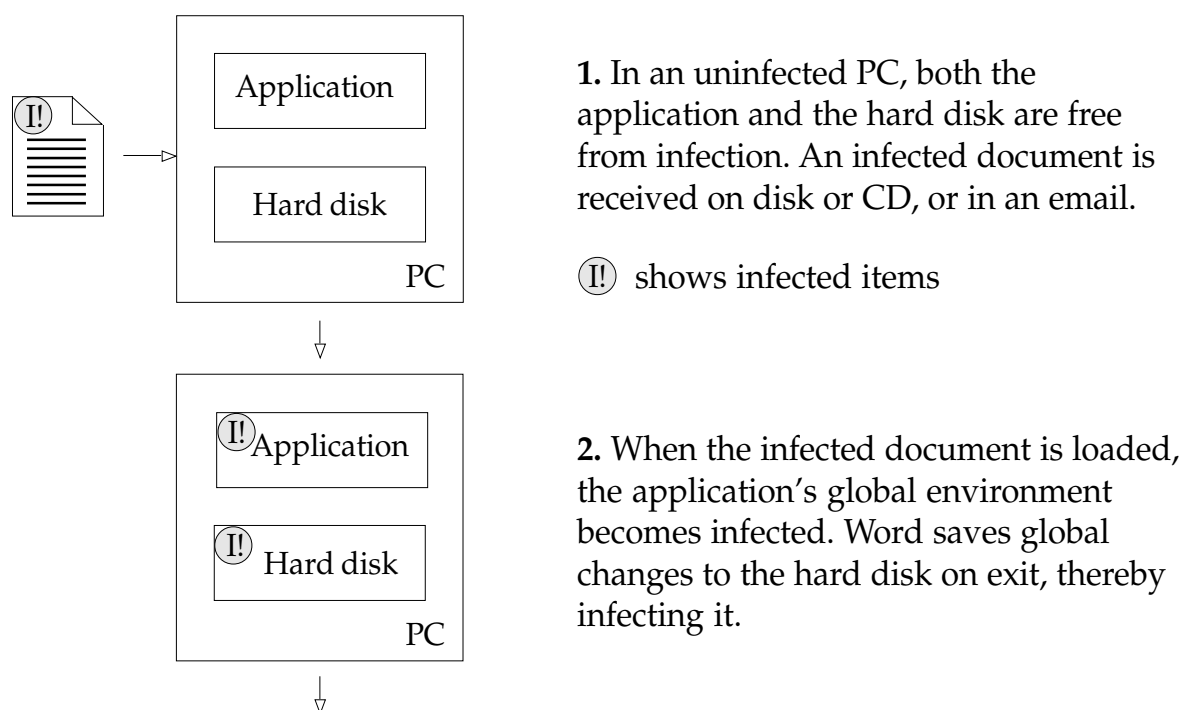 I!
Application
Hard disk
PC
1. In an uninfected PC, both the
application and the hard disk are free
from infection. An infected document is
received on disk or CD, or in an email.
I! shows infected items
I!
Application
I!
Hard disk
PC
2. When the infected document is loaded,
the application's global environment
becomes infected. Word saves global
changes to the hard disk on exit, thereby
infecting it.